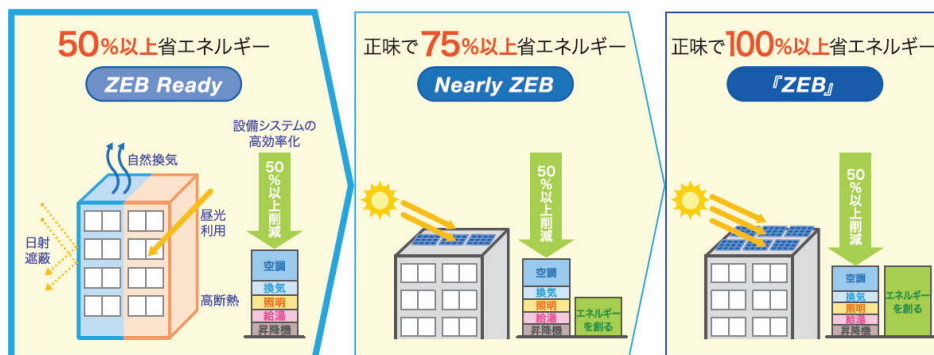 50%以上省エネルギー
ZEB Ready
設備システムの
高効率化
自然換気
50%以上削減
昼光
利用
日射
遮蔽
高断熱
空調
換気
照明
給湯
昇降機
正味で75%以上省エネルギー
Nearly ZEB
50%以上削減
空調
換気
照明
給湯
昇降機
エネルギー
を創る
正味で100%以上省エネルギー
『ZEB』
50%以上削減
空調
換気
照明
給湯
昇降機
エネルギー
を創る